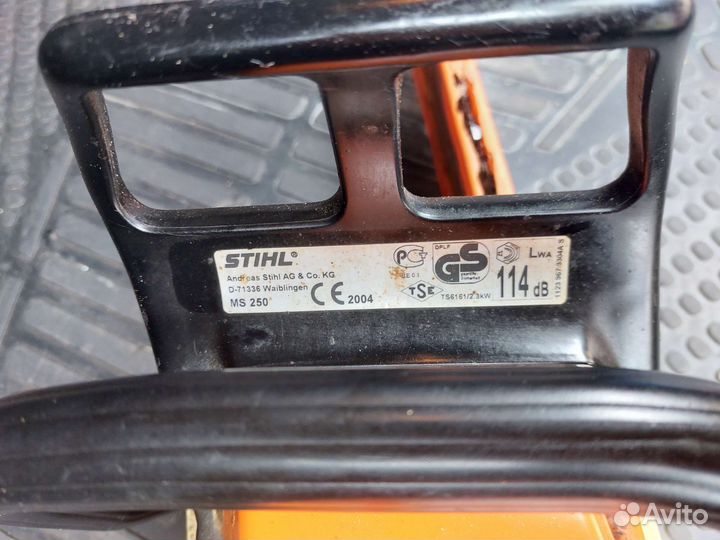 STIHL®
Andreas Stihl AG & Co. KG
D-71336 Waiblingen
MS 250
CE 2004
DPLF
GS
TSE
TS6161/2.3kW
LWA
114 dB
Avito